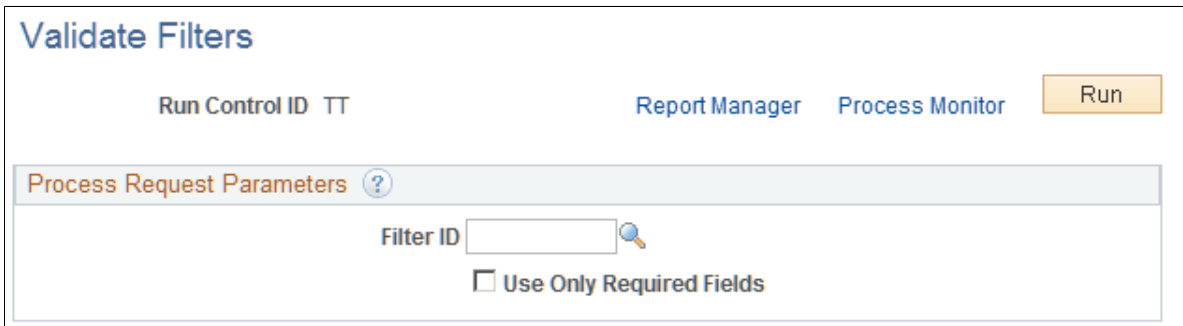 Validate Filters
Run Control ID TT Report Manager Process Monitor Run
Process Request Parameters ?
Filter ID
Use Only Required Fields